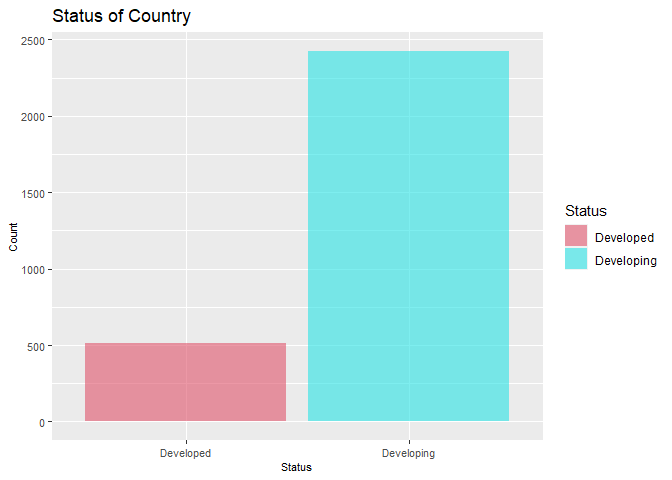 Status of Country
2500
2000
1500
1000
500
0
Count
Developed
Developing
Status
Status
Developed
Developing